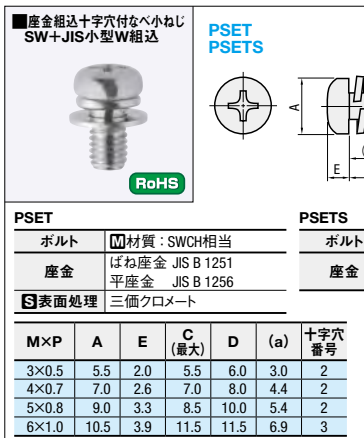 ■座金組込十字穴付なべ小ねじ
SW+JIS小型W組込
RoHS
PSET
PSETS
A
E
PSET
ボルト M材質：SWCH相当
座金 ばね座金 JIS B 1251
平座金 JIS B 1256
S表面処理 三価クロメート
PSETS
ボルト
座金
M×P A E C(最大) D (a) 十字穴番号
3×0.5 5.5 2.0 5.5 6.0 3.0 2
4×0.7 7.0 2.6 7.0 8.0 4.4 2
5×0.8 9.0 3.3 8.5 10.0 5.4 2
6×1.0 10.5 3.9 11.5 11.5 6.9 3